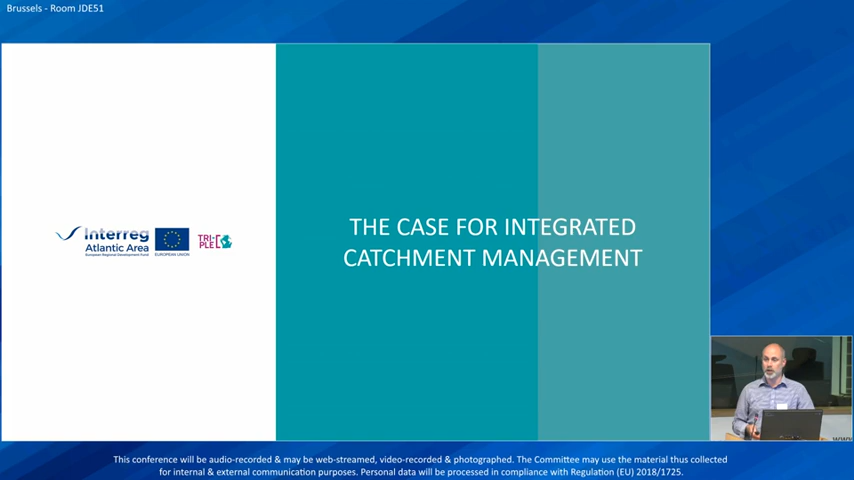 Brussels - Room JDE51
Interreg
Atlantic Area
European Regional Development Fund
EUROPEAN UNION
TRI-
PLE
THE CASE FOR INTEGRATED
CATCHMENT MANAGEMENT
www
This conference will be audio-recorded & may be web-streamed, video-recorded & photographed. The Committee may use the material thus collected
for internal & external communication purposes. Personal data will be processed in compliance with Regulation (EU) 2018/1725.